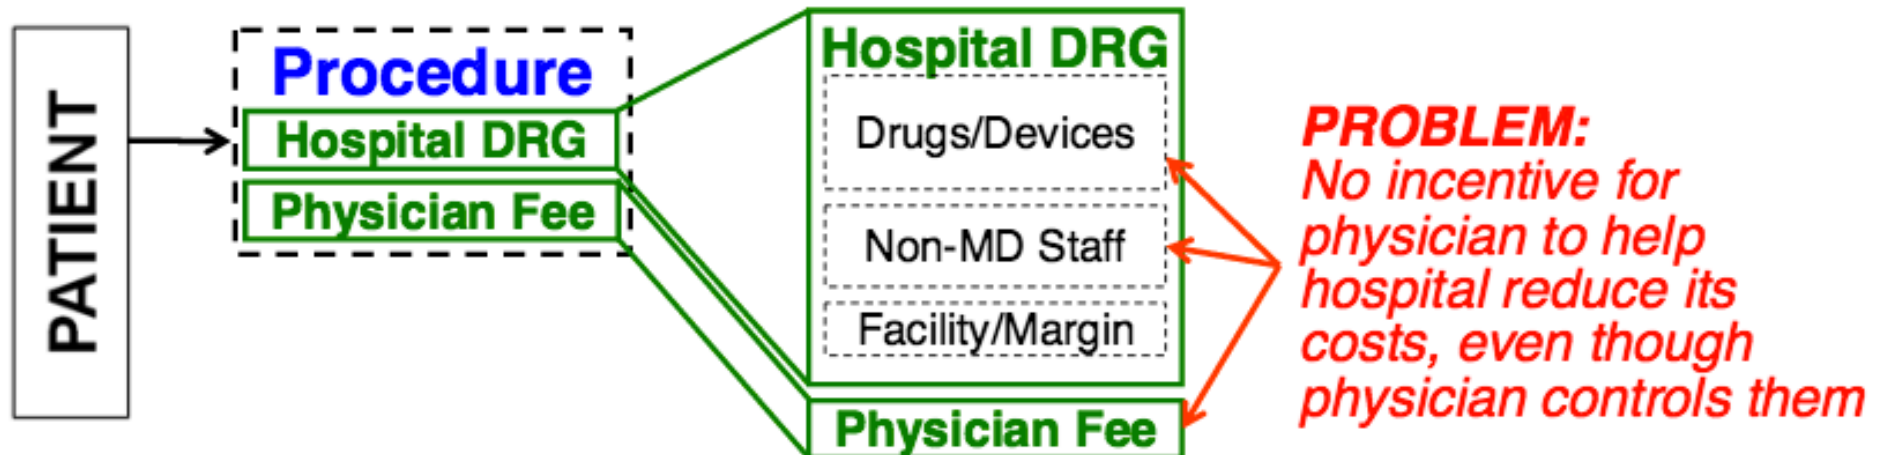 PATIENT
Procedure
Hospital DRG
Physician Fee
Hospital DRG
Drugs/Devices
Non-MD Staff
Facility/Margin
Physician Fee
PROBLEM:
No incentive for
physician to help
hospital reduce its
costs, even though
physician controls them